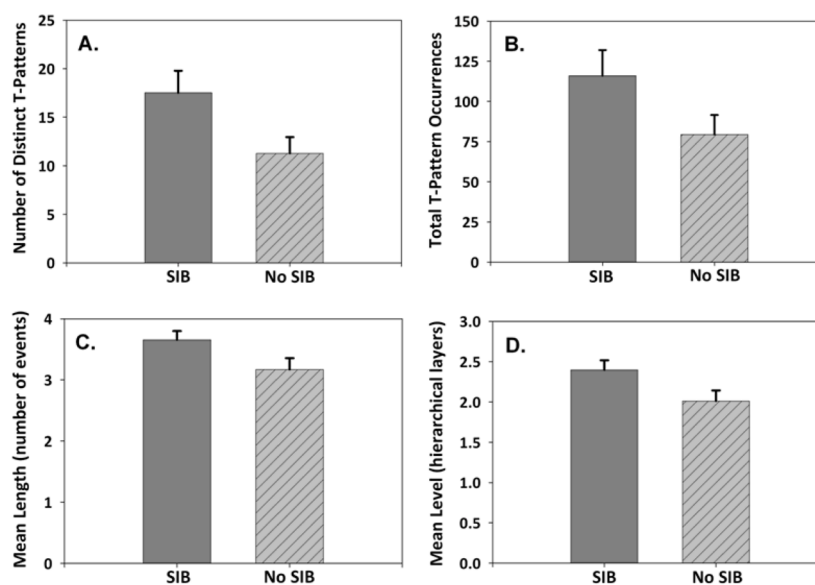 A.
Number of Distinct T-Patterns
25
20
15
10
5
0
SIB No SIB
B.
Total T-Pattern Occurrences
150
125
100
75
50
25
0
SIB No SIB
C.
Mean Length (number of events)
4
3
2
1
0
SIB No SIB
D.
Mean Level (hierarchical layers)
3.0
2.5
2.0
1.5
1.0
0.5
0.0
SIB No SIB